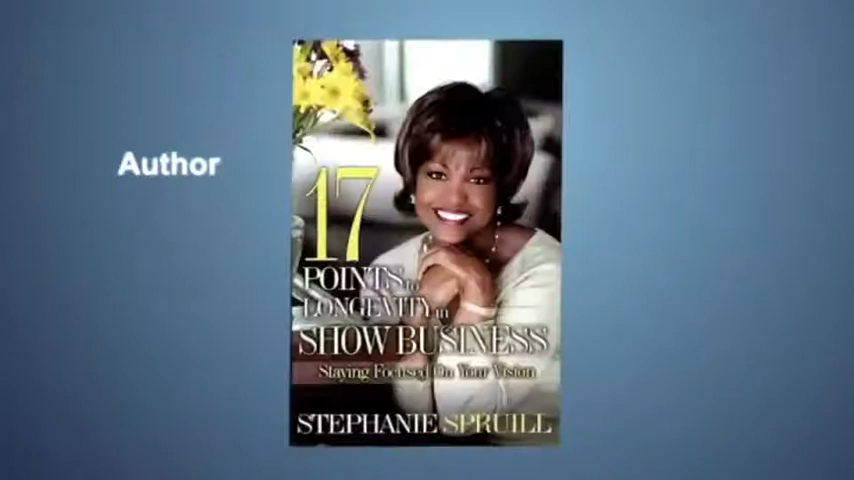 Author
17
POINTS to
LONGEVITY in
SHOW BUSINESS
Staying Focused On Your Vision
STEPHANIE SPRUILL